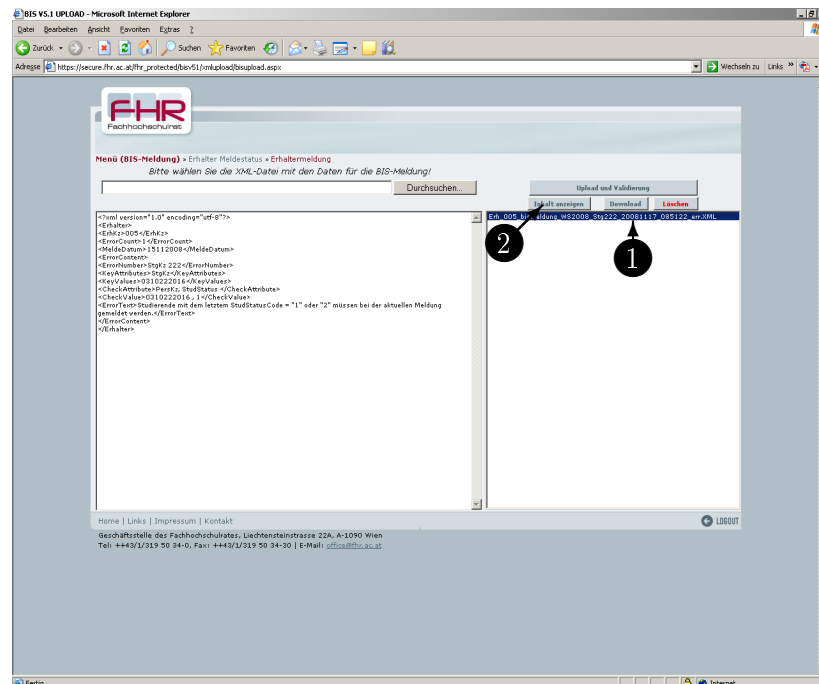 BIS V5.1 UPLOAD - Microsoft Internet Explorer
Datei Bearbeiten Ansicht Favoriten Extras ?
Zurück Suchen Favoriten
Adresse https://secure.fhr.ac.at/fhr_protected/bisv51/xmlupload/bisupload.aspx Wechseln zu Links »
FHR
Fachhochschulrat
Menü (BIS-Meldung) » Erhalter Meldestatus » Erhaltermeldung
Bitte wählen Sie die XML-Datei mit den Daten für die BIS-Meldung!
Durchsuchen... Upload und Validierung
Inhalt anzeigen Download Löschen
Erh_005_bismeldung_WS2008_Stg222_20081117_085122_err.XML
2
1
<?xml version="1.0" encoding="utf-8"?>
<Erhalter>
<ErhKz>005</ErhKz>
<ErrorCount>1</ErrorCount>
<MeldeDatum>15112008</MeldeDatum>
<ErrorContent>
<ErrorNumber>StgKz 222</ErrorNumber>
<KeyAttributes>StgKz</KeyAttributes>
<KeyValues>0310222016</KeyValues>
<CheckAttribute>PersKz, StudStatus </CheckAttribute>
<CheckValue>0310222016 , 1</CheckValue>
<ErrorText>Studierende mit dem letztem StudStatusCode = "1" oder "2" müssen bei der aktuellen Meldung
gemeldet werden.</ErrorText>
</ErrorContent>
</Erhalter>
Home | Links | Impressum | Kontakt LOGOUT
Geschäftsstelle des Fachhochschulrates, Liechtensteinstrasse 22A, A-1090 Wien
Tel: ++43/1/319 50 34-0, Fax: ++43/1/319 50 34-30 | E-Mail: office@fhr.ac.at
Fertig Internet